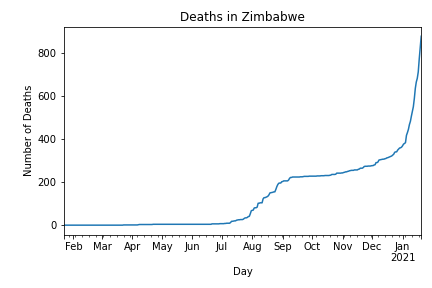 Deaths in Zimbabwe
Number of Deaths
800
600
400
200
0
Feb Mar Apr May Jun Jul Aug Sep Oct Nov Dec Jan
2021
Day